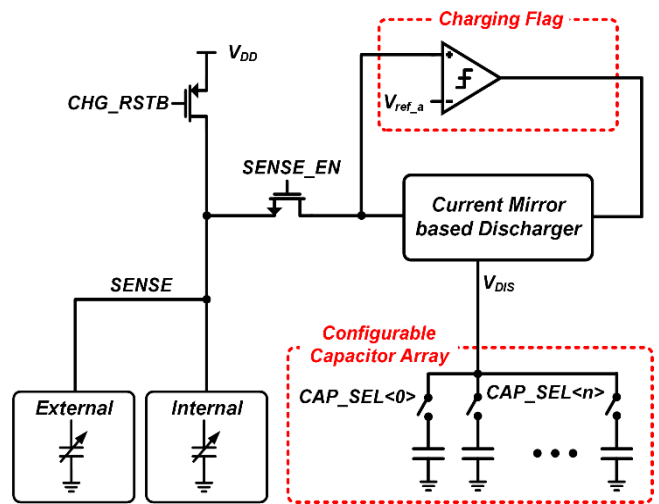 Charging Flag
V_DD
CHG_RSTB
+
V_ref_a
-
SENSE_EN
Current Mirror
based Discharger
V_DIS
SENSE
Configurable
Capacitor Array
External
Internal
CAP_SEL<0>
CAP_SEL<n>